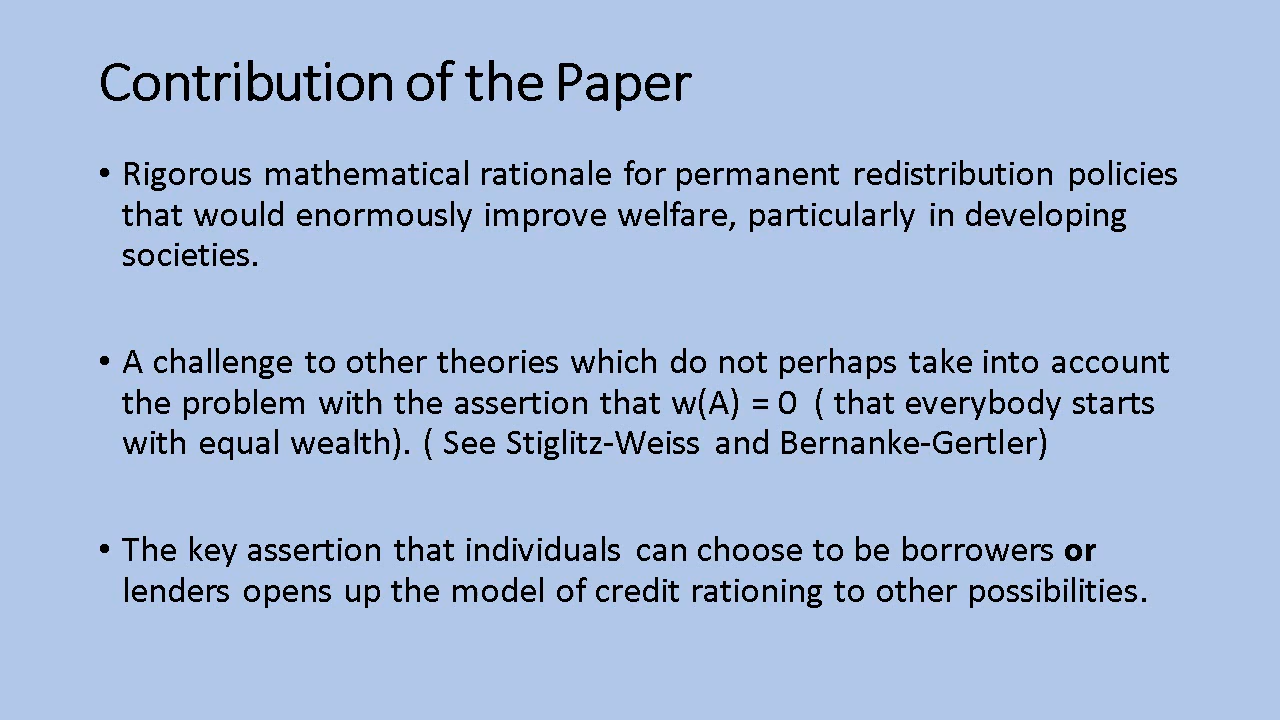 Contribution of the Paper
• Rigorous mathematical rationale for permanent redistribution policies
that would enormously improve welfare, particularly in developing
societies.
• A challenge to other theories which do not perhaps take into account
the problem with the assertion that w(A) = 0 ( that everybody starts
with equal wealth). ( See Stiglitz-Weiss and Bernanke-Gertler)
• The key assertion that individuals can choose to be borrowers or
lenders opens up the model of credit rationing to other possibilities.